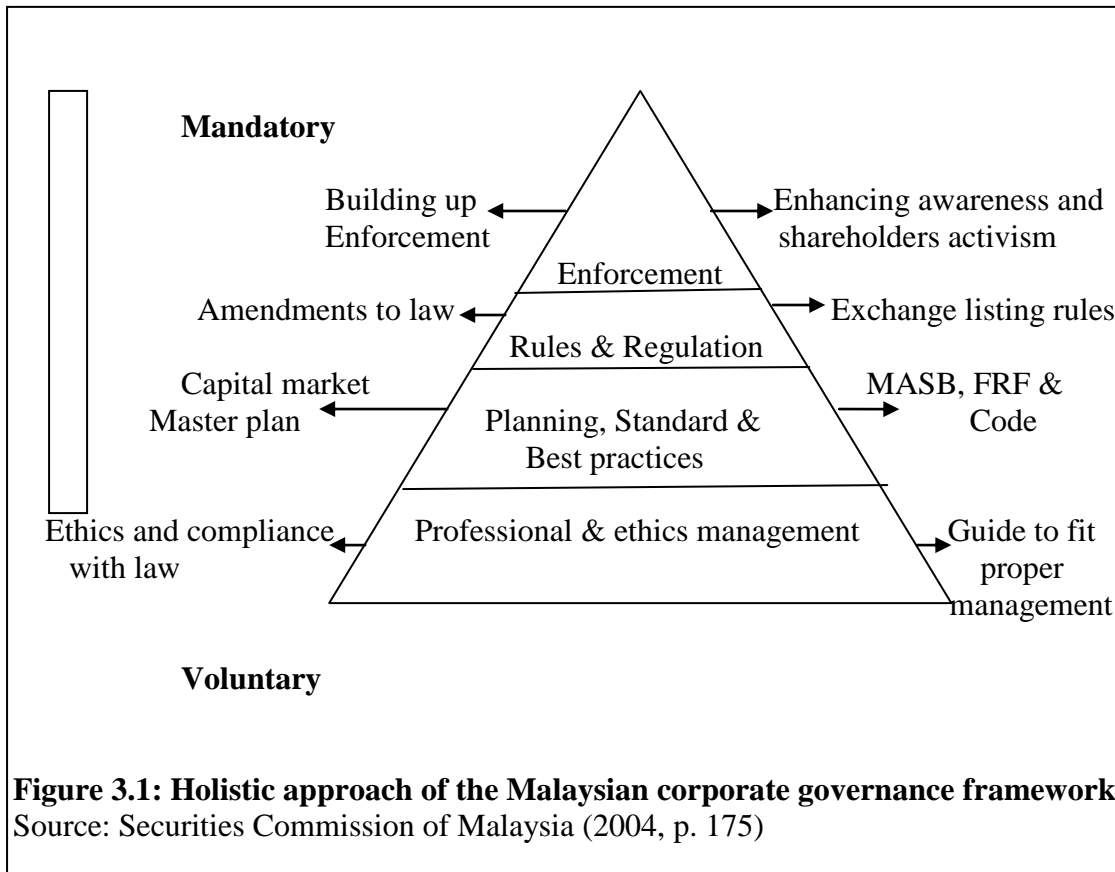 Mandatory
Building up
Enforcement
Enhancing awareness and
shareholders activism
Enforcement
Amendments to law
Exchange listing rules
Rules & Regulation
Capital market
Master plan
MASB, FRF &
Code
Planning, Standard &
Best practices
Ethics and compliance
with law
Professional & ethics management
Guide to fit
proper
management
Voluntary
Figure 3.1: Holistic approach of the Malaysian corporate governance framework
Source: Securities Commission of Malaysia (2004, p. 175)